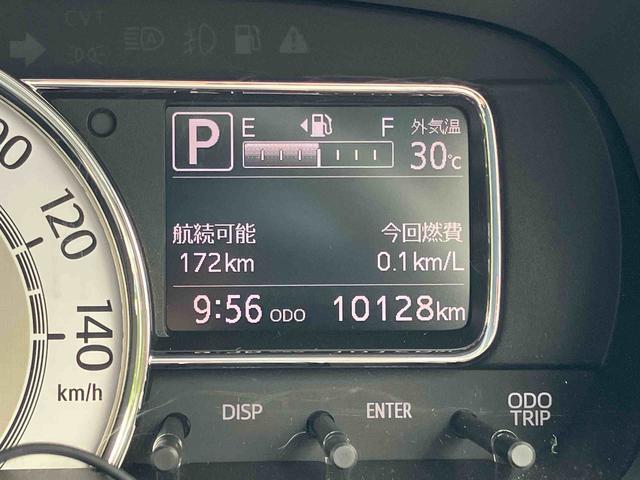 CVT
P E F 外気温
30℃
航続可能 今回燃費
172km 0.1km/L
9:56 ODO 10128km
120
140
km/h
DISP ENTER ODO
TRIP